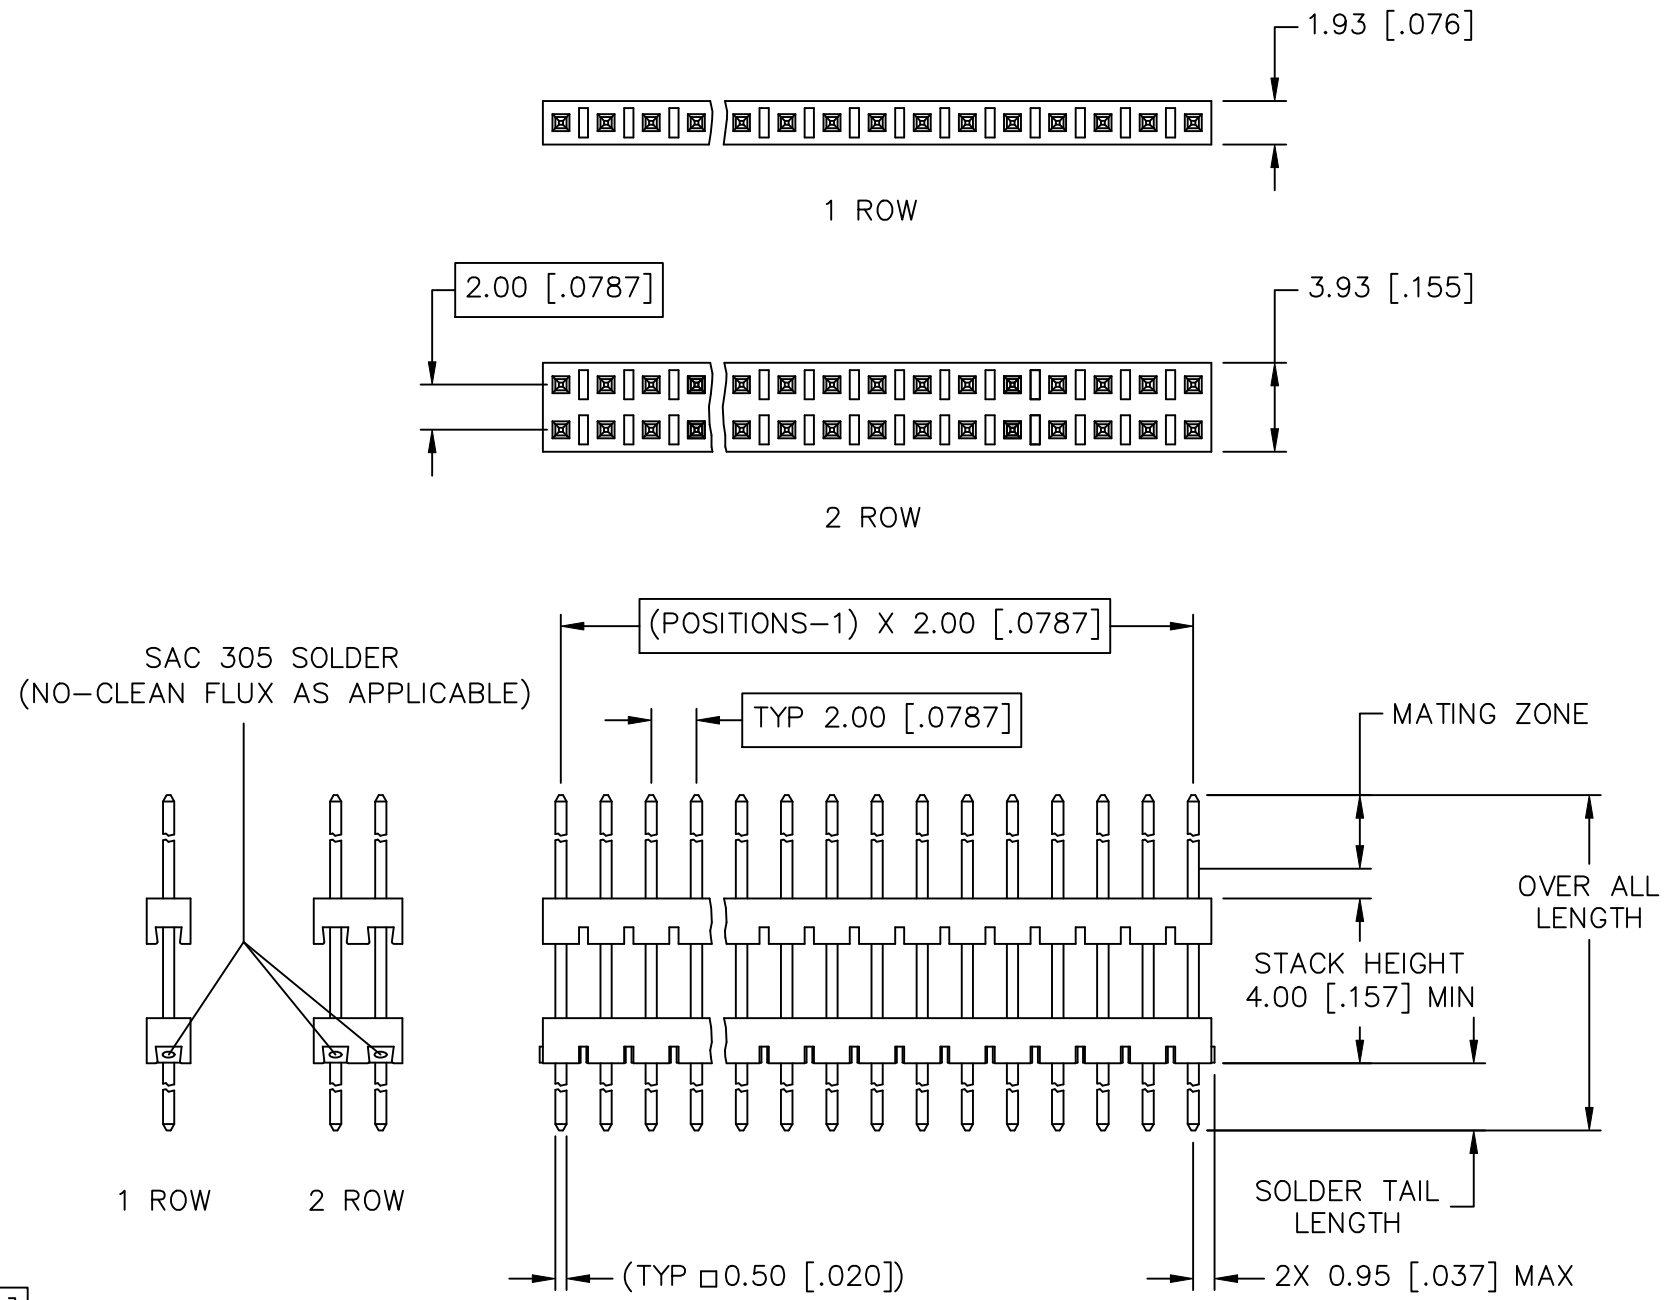 1.93 [.076]
1 ROW
2.00 [.0787]
3.93 [.155]
2 ROW
(POSITIONS-1) X 2.00 [.0787]
SAC 305 SOLDER
(NO-CLEAN FLUX AS APPLICABLE)
TYP 2.00 [.0787]
MATING ZONE
OVER ALL
LENGTH
STACK HEIGHT
4.00 [.157] MIN
1 ROW
2 ROW
SOLDER TAIL
LENGTH
(TYP □0.50 [.020])
2X 0.95 [.037] MAX